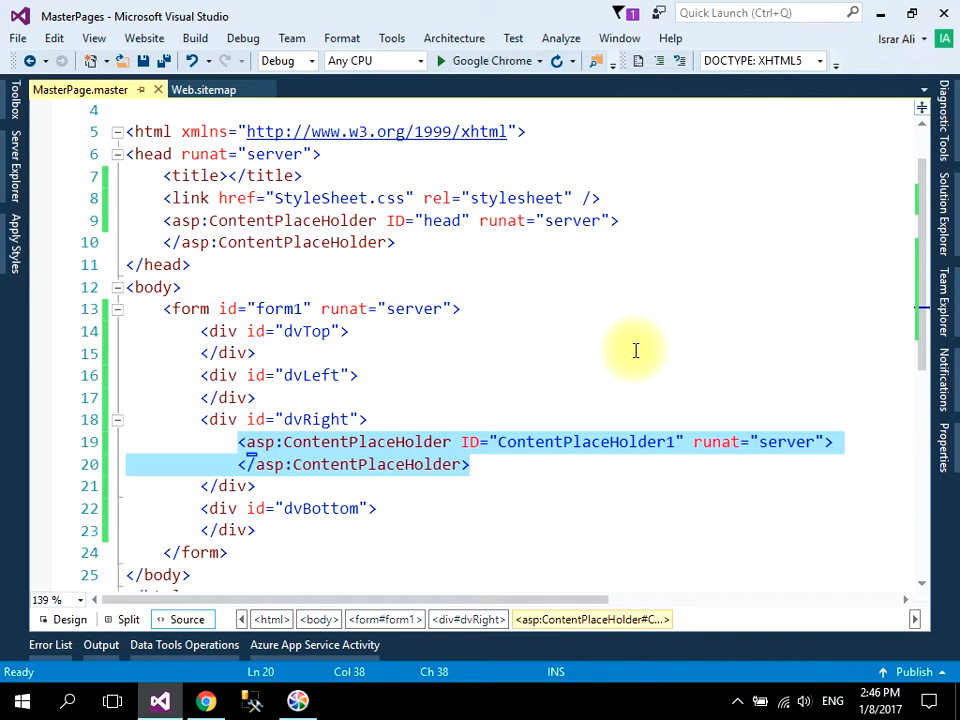 MasterPages - Microsoft Visual Studio
1
Quick Launch (Ctrl+Q)
File Edit View Website Build Debug Team Format Tools Architecture Test Analyze Window Help
Israr Ali IA
Debug Any CPU Google Chrome DOCTYPE: XHTML5
MasterPage.master Web.sitemap
Toolbox
Server Explorer
Apply Styles
4
5 <html xmlns="http://www.w3.org/1999/xhtml">
6 <head runat="server">
7 <title></title>
8 <link href="StyleSheet.css" rel="stylesheet" />
9 <asp:ContentPlaceHolder ID="head" runat="server">
10 </asp:ContentPlaceHolder>
11 </head>
12 <body>
13 <form id="form1" runat="server">
14 <div id="dvTop">
15 </div>
16 <div id="dvLeft">
17 </div>
18 <div id="dvRight">
19 <asp:ContentPlaceHolder ID="ContentPlaceHolder1" runat="server">
20 </asp:ContentPlaceHolder>
21 </div>
22 <div id="dvBottom">
23 </div>
24 </form>
25 </body>
Diagnostic Tools
Solution Explorer
Team Explorer
Notifications
Properties
139 %
Design Split Source <html> <body> <form#form1> <div#dvRight> <asp:ContentPlaceHolder#C...>
Error List Output Data Tools Operations Azure App Service Activity
Ready Ln 20 Col 38 Ch 38 INS Publish
ENG 2:46 PM
1/8/2017